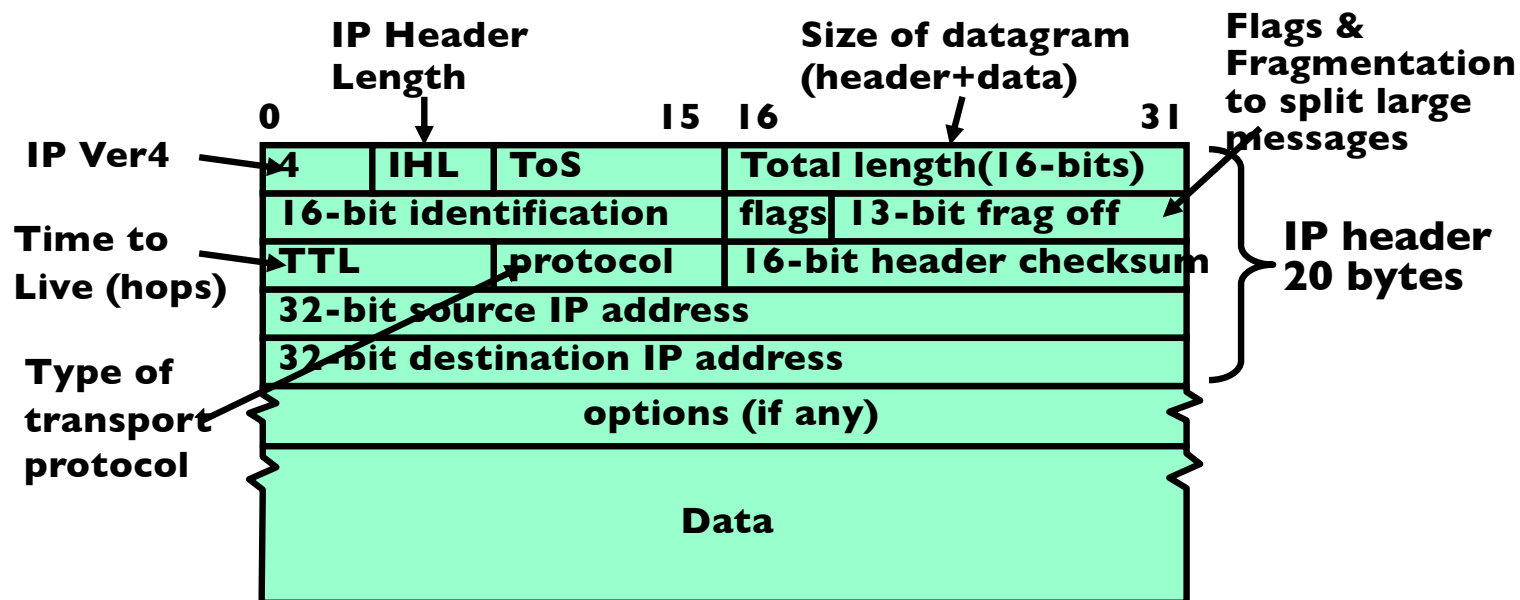 IP Header
Length
Size of datagram
(header+data)
Flags &
Fragmentation
to split large
messages
0 15 16 31
IP Ver4
4 IHL ToS Total length(16-bits)
16-bit identification flags 13-bit frag off
Time to
Live (hops)
TTL protocol 16-bit header checksum
IP header
20 bytes
32-bit source IP address
32-bit destination IP address
Type of
transport
protocol
options (if any)
Data